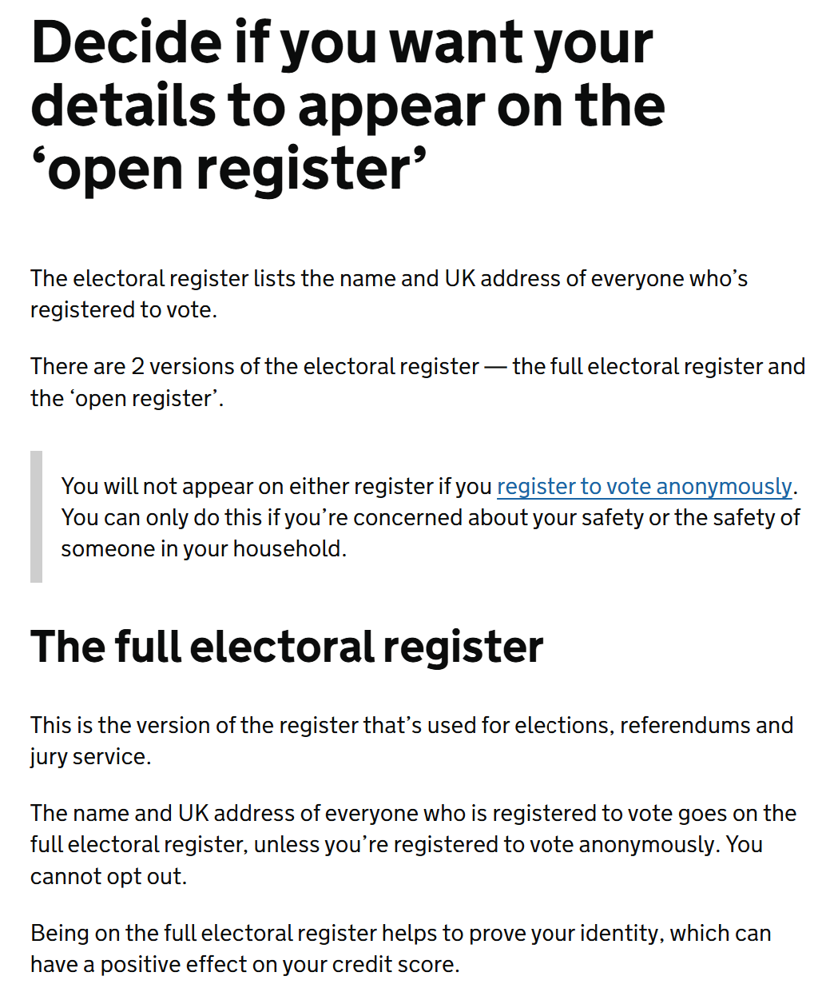 Decide if you want your
details to appear on the
‘open register’
The electoral register lists the name and UK address of everyone who’s
registered to vote.
There are 2 versions of the electoral register — the full electoral register and
the ‘open register’.
You will not appear on either register if you register to vote anonymously.
You can only do this if you’re concerned about your safety or the safety of
someone in your household.
The full electoral register
This is the version of the register that’s used for elections, referendums and
jury service.
The name and UK address of everyone who is registered to vote goes on the
full electoral register, unless you’re registered to vote anonymously. You
cannot opt out.
Being on the full electoral register helps to prove your identity, which can
have a positive effect on your credit score.